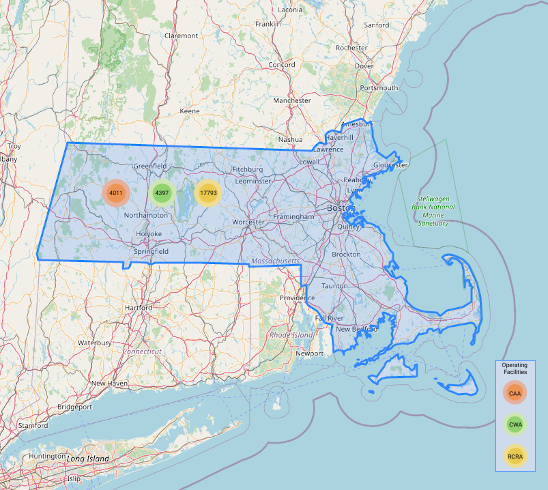 Laconia
Franklin
Sanford
Claremont
Rochester
Concord
Dover
Portsmouth
Manchester
Keene
Troy
Nashua
Amesbury
Haverhill
Lawrence
Lowell
Greenfield
Gloucester
Fitchburg
Leominster
4011
4397
17793
Northampton
Worcester
Framingham
Boston
Stellwagen
Bank National
Marine
Sanctuary
Quincy
Holyoke
Springfield
Brockton
Massachusetts
Taunton
Providence
Hartford
Fall River
New Bedford
Rhode Island
Waterbury
Connecticut
Newport
Operating
Facilities
CAA
New Haven
Bridgeport
CWA
Stamford
Huntington
Long Island
RCRA
Islip